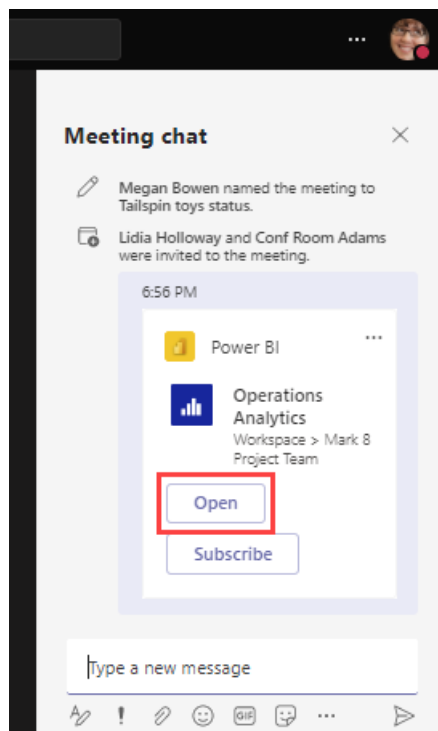 Meeting chat
Megan Bowen named the meeting to
Tailspin toys status.
Lidia Holloway and Conf Room Adams
were invited to the meeting.
6:56 PM
Power BI
Operations
Analytics
Workspace > Mark 8
Project Team
Open
Subscribe
Type a new message
GIF